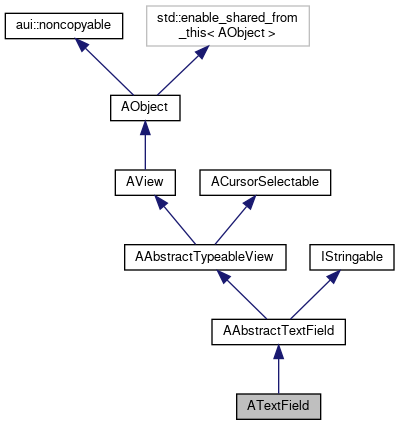 aui::noncopyable
std::enable_shared_from
_this< AObject >
AObject
AView
ACursorSelectable
AAbstractTypeableView
IStringable
AAbstractTextField
ATextField